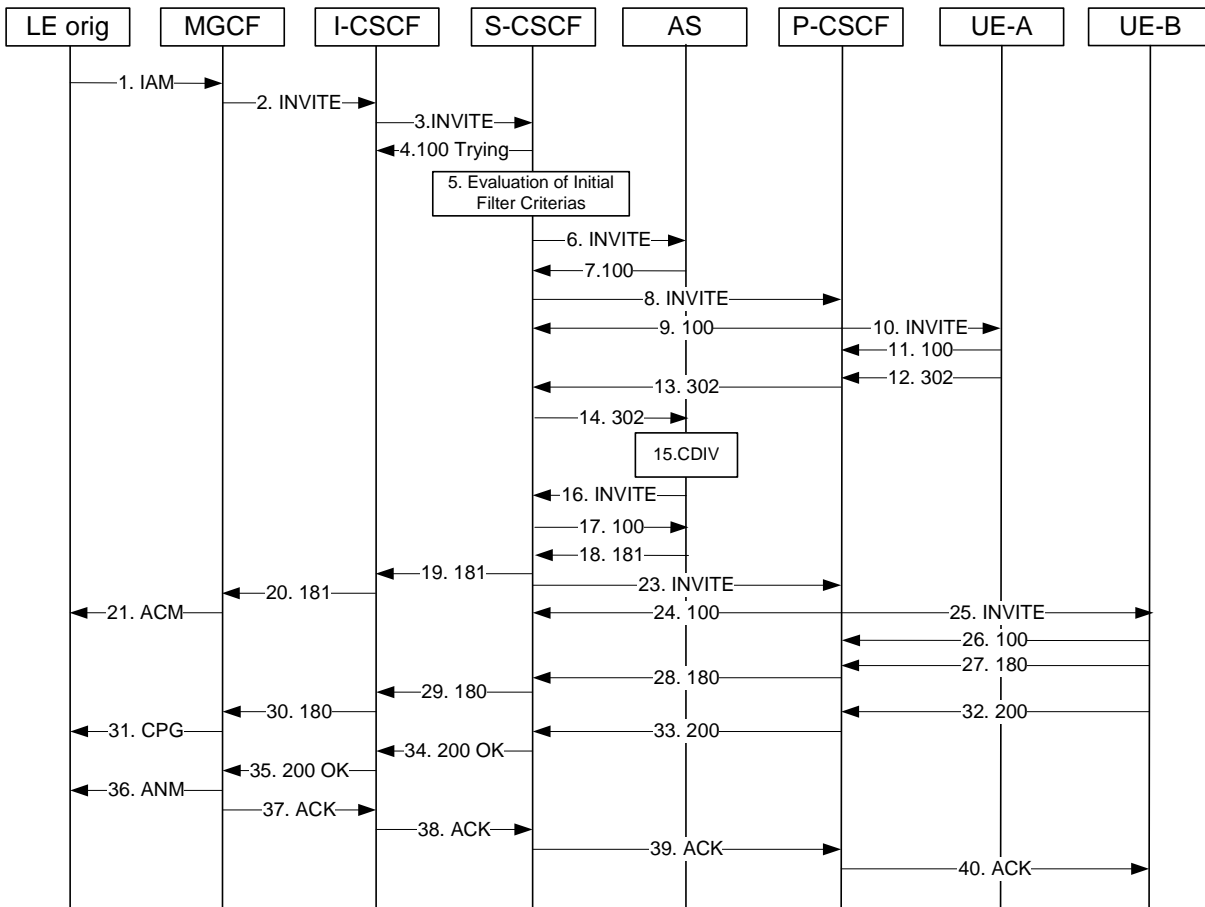 LE orig
MGCF
I-CSCF
S-CSCF
AS
P-CSCF
UE-A
UE-B
1. IAM
2. INVITE
3.INVITE
4.100 Trying
5. Evaluation of Initial
Filter Criterias
6. INVITE
7.100
8. INVITE
9. 100
10. INVITE
11. 100
12. 302
13. 302
14. 302
15.CDIV
16. INVITE
17. 100
18. 181
19. 181
20. 181
21. ACM
23. INVITE
24. 100
25. INVITE
26. 100
27. 180
28. 180
29. 180
30. 180
31. CPG
32. 200
33. 200
34. 200 OK
35. 200 OK
36. ANM
37. ACK
38. ACK
39. ACK
40. ACK